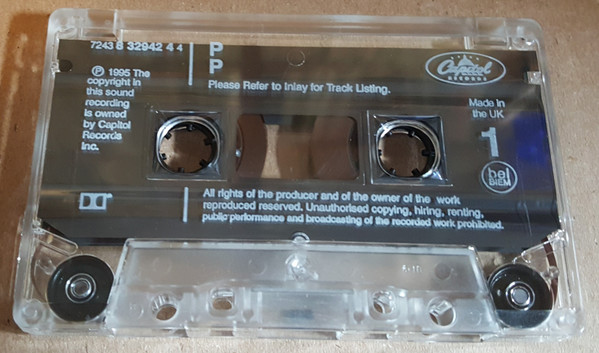 7243 8 32942 4 4
P
P
Please Refer to Inlay for Track Listing.
Capitol
RECORDS
℗ 1995 The
copyright in
this sound
recording
is owned
by Capitol
Records
Inc.
Made in
the UK
1
bel
BIEM
All rights of the producer and of the owner of the work
reproduced reserved. Unauthorised copying, hiring, renting,
public performance and broadcasting of the recorded work prohibited.